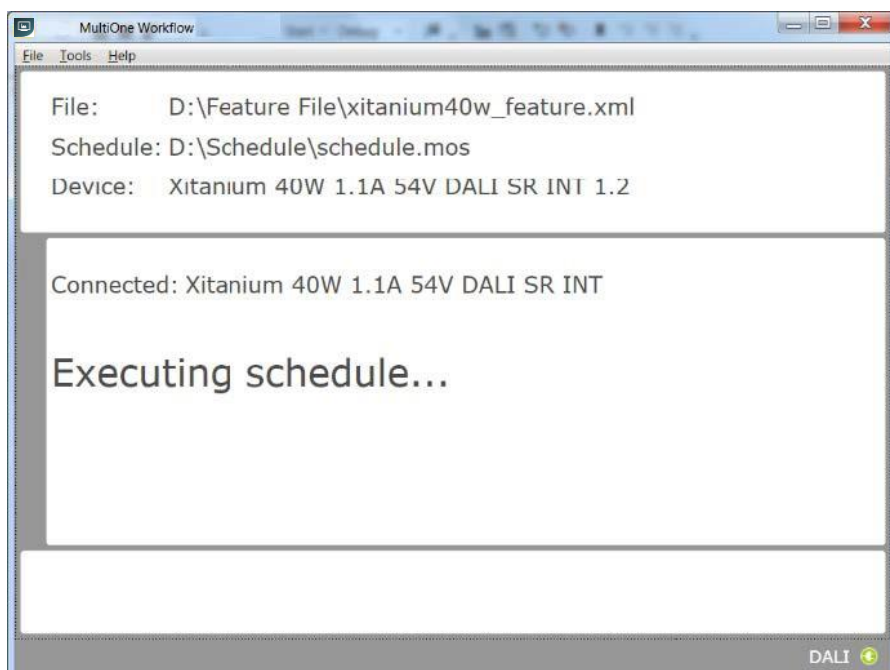 MultiOne Workflow
File Tools Help
File: D:\Feature File\xitanium40w_feature.xml
Schedule: D:\Schedule\schedule.mos
Device: Xitanium 40W 1.1A 54V DALI SR INT 1.2
Connected: Xitanium 40W 1.1A 54V DALI SR INT
Executing schedule...
DALI